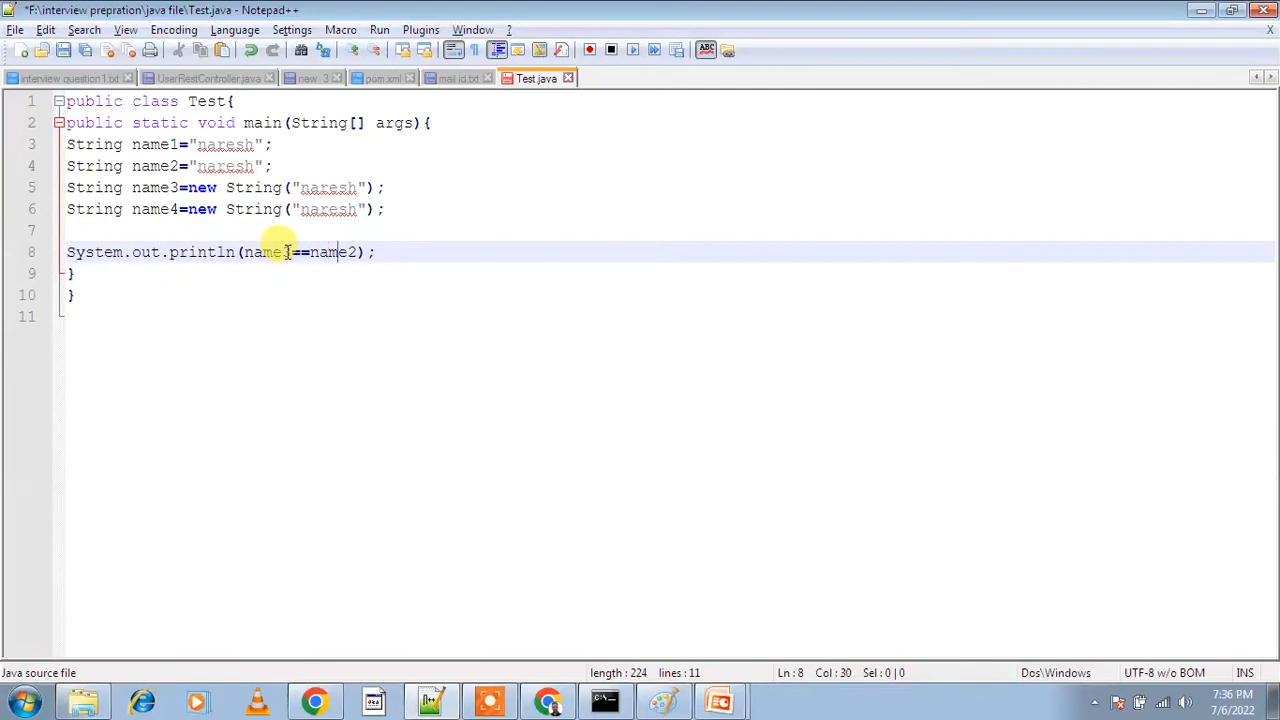 *F:\interview prepration\java file\Test.java - Notepad++
File Edit Search View Encoding Language Settings Macro Run Plugins Window ? X
interview question1.txt UserRestController.java new 3 pom.xml mail id.txt Test.java
1 public class Test{
2 public static void main(String[] args){
3 String name1="naresh";
4 String name2="naresh";
5 String name3=new String("naresh");
6 String name4=new String("naresh");
7
8 System.out.println(name ==name2);
9 }
10 }
11
Java source file length : 224 lines : 11 Ln : 8 Col : 30 Sel : 0 | 0 Dos\Windows UTF-8 w/o BOM INS
7:36 PM
7/6/2022